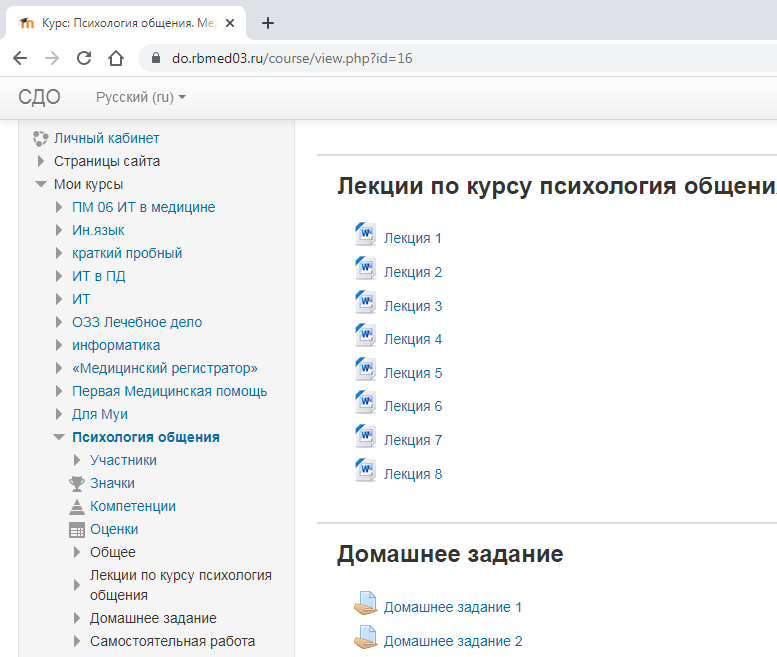 Курс: Психология общения. Ме
do.rbmed03.ru/course/view.php?id=16
СДО Русский (ru)
Личный кабинет
Страницы сайта
Мои курсы
ПМ 06 ИТ в медицине
Ин.язык
краткий пробный
ИТ в ПД
ИТ
ОЗЗ Лечебное дело
информатика
«Медицинский регистратор»
Первая Медицинская помощь
Для Муи
Психология общения
Участники
Значки
Компетенции
Оценки
Общее
Лекции по курсу психология
общения
Домашнее задание
Самостоятельная работа
Лекции по курсу психология общени
Лекция 1
Лекция 2
Лекция 3
Лекция 4
Лекция 5
Лекция 6
Лекция 7
Лекция 8
Домашнее задание
Домашнее задание 1
Домашнее задание 2